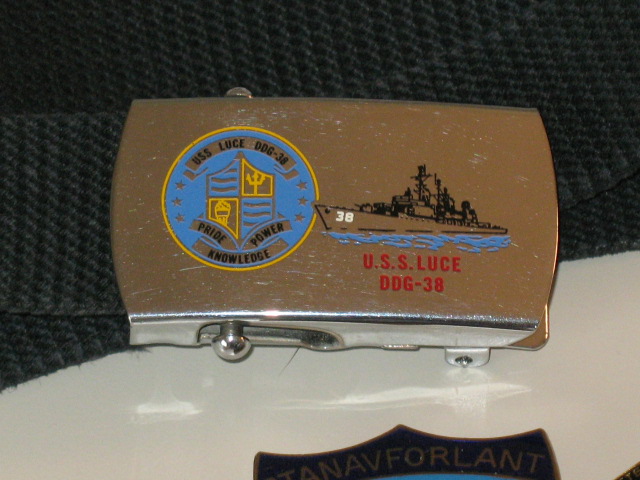 USS LUCE DDG-38
PRIDE POWER
KNOWLEDGE
38
U.S.S. LUCE
DDG-38
STANAVFORLANT